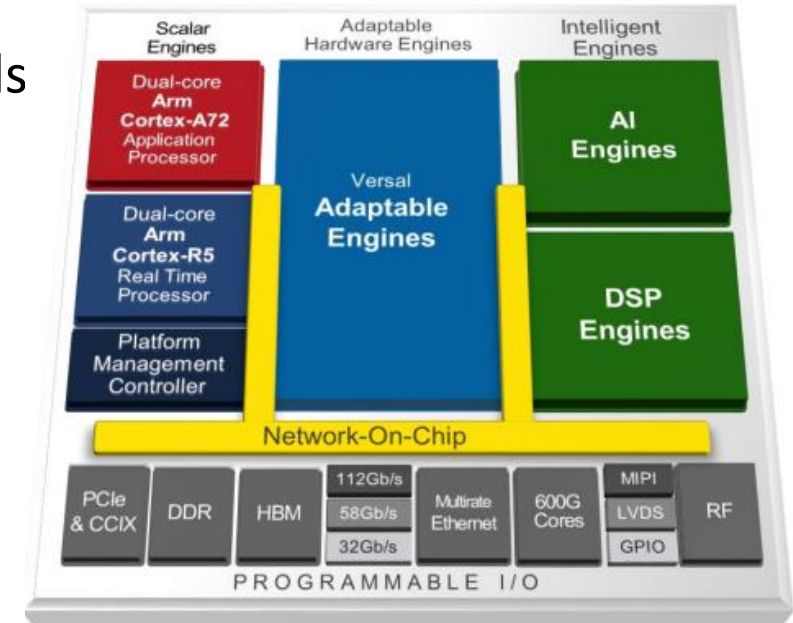 ls
Scalar
Engines
Adaptable
Hardware Engines
Intelligent
Engines
Dual-core
Arm
Cortex-A72
Application
Processor
Dual-core
Arm
Cortex-R5
Real Time
Processor
Platform
Management
Controller
Versal
Adaptable
Engines
AI
Engines
DSP
Engines
Network-On-Chip
PCIe
& CCIX
DDR
HBM
112Gb/s
58Gb/s
32Gb/s
Multirate
Ethernet
600G
Cores
MIPI
LVDS
GPIO
RF
PROGRAMMABLE I/O